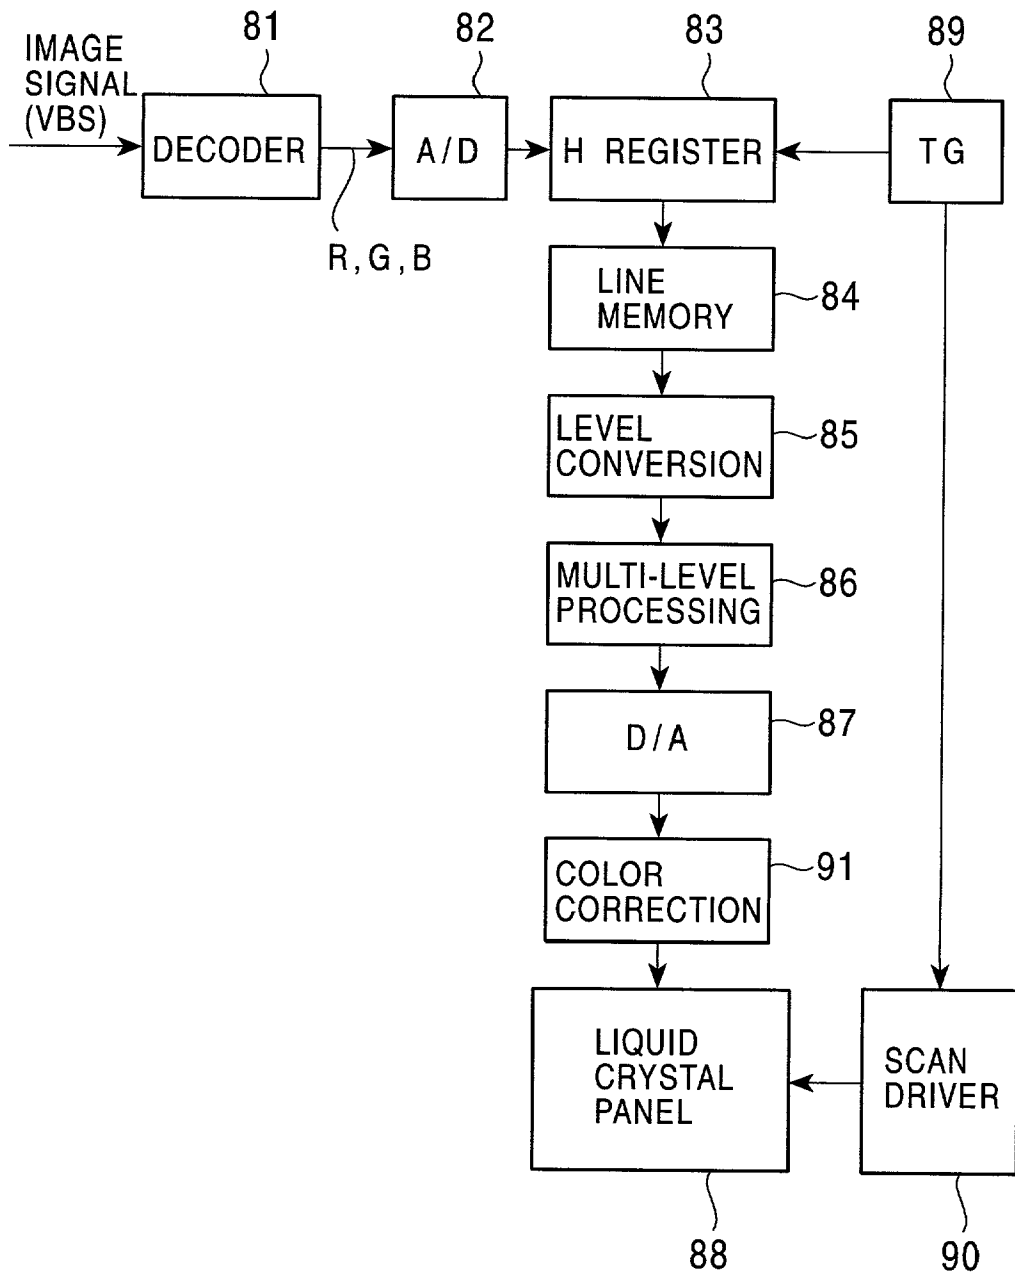 81
82
83
89
IMAGE
SIGNAL
(VBS)
DECODER
A/D
H REGISTER
TG
R, G, B
LINE
MEMORY
84
LEVEL
CONVERSION
85
MULTI-LEVEL
PROCESSING
86
D/A
87
COLOR
CORRECTION
91
LIQUID
CRYSTAL
PANEL
SCAN
DRIVER
88
90